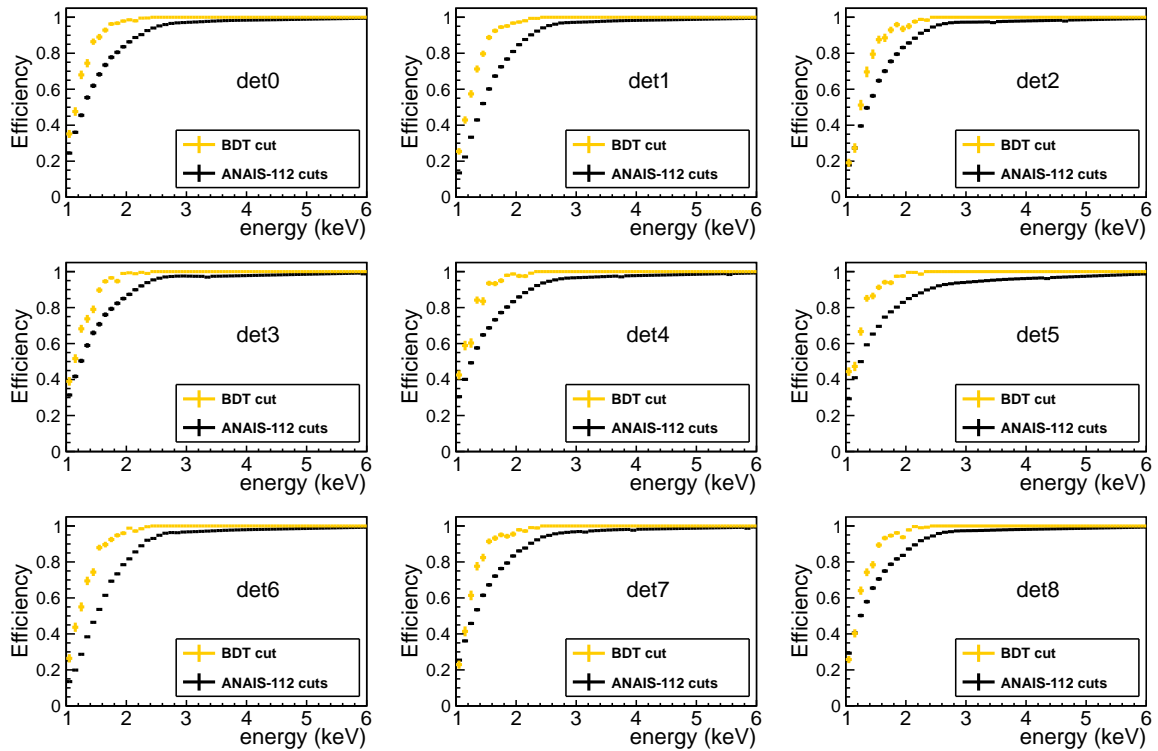 Efficiency
1
0.8
0.6
0.4
0.2
0
det0
BDT cut
ANAIS-112 cuts
1 2 3 4 5 6
energy (keV)
Efficiency
1
0.8
0.6
0.4
0.2
0
det1
BDT cut
ANAIS-112 cuts
1 2 3 4 5 6
energy (keV)
Efficiency
1
0.8
0.6
0.4
0.2
0
det2
BDT cut
ANAIS-112 cuts
1 2 3 4 5 6
energy (keV)
Efficiency
1
0.8
0.6
0.4
0.2
0
det3
BDT cut
ANAIS-112 cuts
1 2 3 4 5 6
energy (keV)
Efficiency
1
0.8
0.6
0.4
0.2
0
det4
BDT cut
ANAIS-112 cuts
1 2 3 4 5 6
energy (keV)
Efficiency
1
0.8
0.6
0.4
0.2
0
det5
BDT cut
ANAIS-112 cuts
1 2 3 4 5 6
energy (keV)
Efficiency
1
0.8
0.6
0.4
0.2
0
det6
BDT cut
ANAIS-112 cuts
1 2 3 4 5 6
energy (keV)
Efficiency
1
0.8
0.6
0.4
0.2
0
det7
BDT cut
ANAIS-112 cuts
1 2 3 4 5 6
energy (keV)
Efficiency
1
0.8
0.6
0.4
0.2
0
det8
BDT cut
ANAIS-112 cuts
1 2 3 4 5 6
energy (keV)